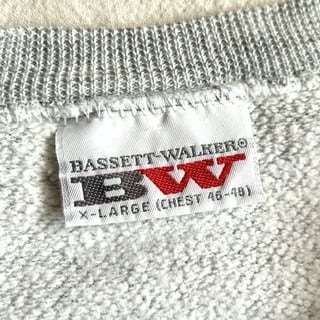 BASSETT-WALKER®
BW
X-LARGE (CHEST 46-48)